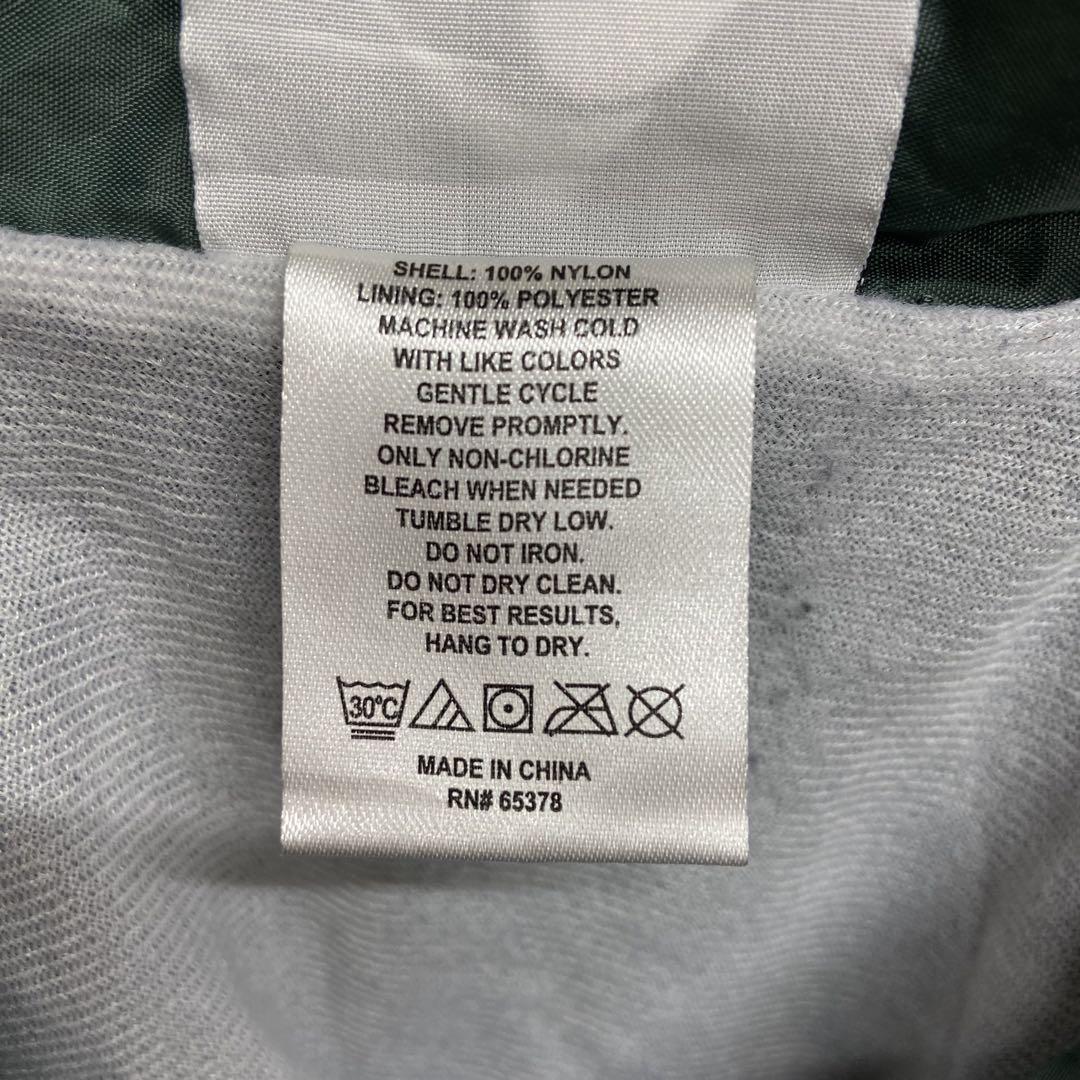 SHELL: 100% NYLON
LINING: 100% POLYESTER
MACHINE WASH COLD
WITH LIKE COLORS
GENTLE CYCLE
REMOVE PROMPTLY.
ONLY NON-CHLORINE
BLEACH WHEN NEEDED
TUMBLE DRY LOW.
DO NOT IRON.
DO NOT DRY CLEAN.
FOR BEST RESULTS,
HANG TO DRY.
30°C
MADE IN CHINA
RN# 65378